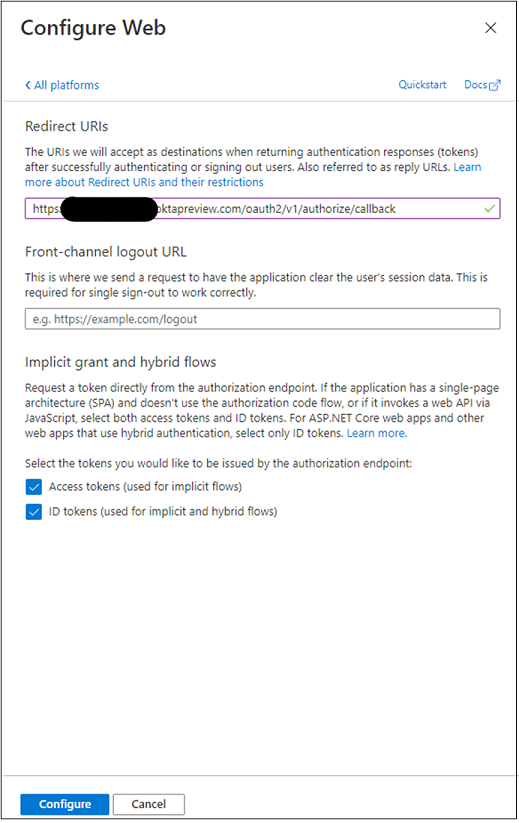 Configure Web
All platforms
Quickstart
Docs
Redirect URIs
The URIs we will accept as destinations when returning authentication responses (tokens)
after successfully authenticating or signing out users. Also referred to as reply URLs. Learn
more about Redirect URIs and their restrictions
https: oktapreview.com/oauth2/v1/authorize/callback
Front-channel logout URL
This is where we send a request to have the application clear the user's session data. This is
required for single sign-out to work correctly.
e.g. https://example.com/logout
Implicit grant and hybrid flows
Request a token directly from the authorization endpoint. If the application has a single-page
architecture (SPA) and doesn't use the authorization code flow, or if it invokes a web API via
JavaScript, select both access tokens and ID tokens. For ASP.NET Core web apps and other
web apps that use hybrid authentication, select only ID tokens. Learn more.
Select the tokens you would like to be issued by the authorization endpoint:
Access tokens (used for implicit flows)
ID tokens (used for implicit and hybrid flows)
Configure
Cancel